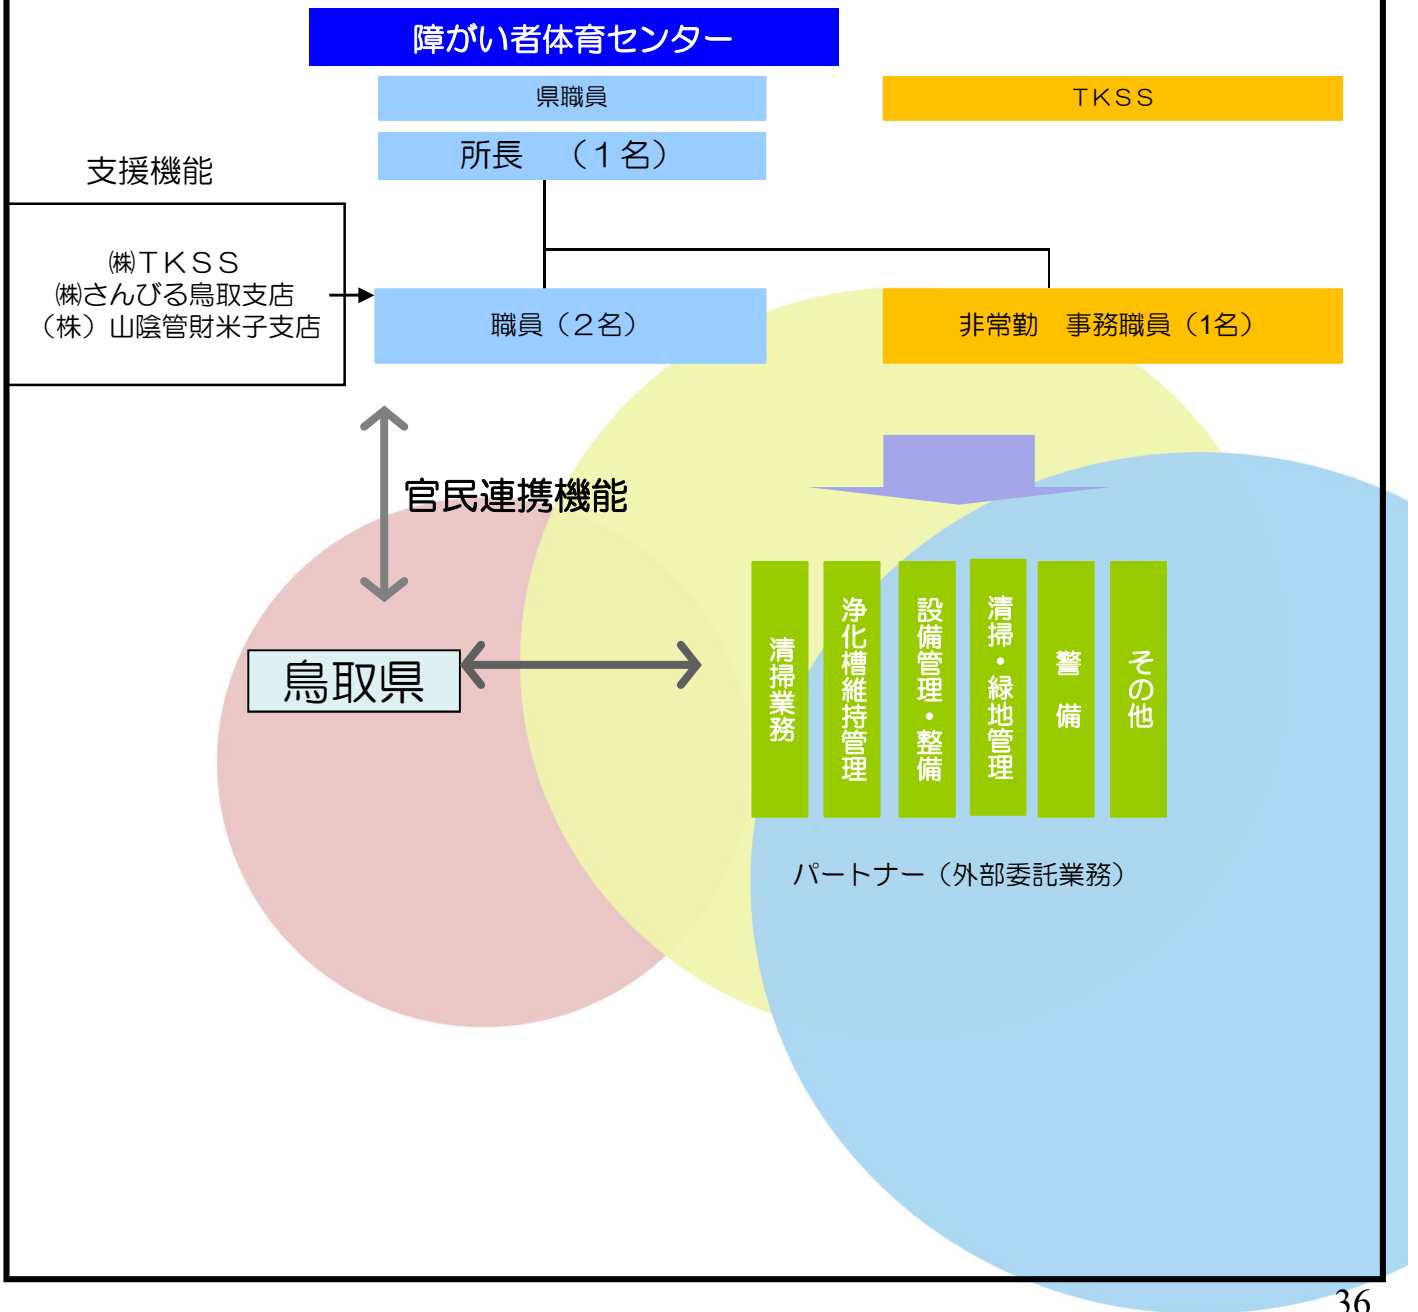 障がい者体育センター
県職員
ＴＫＳＳ
所長　（１名）
支援機能
㈱ＴＫＳＳ
㈱さんびる鳥取支店
（株）山陰管財米子支店
職員（２名）
非常勤　事務職員（1名）
官民連携機能
鳥取県
清掃業務
浄化槽維持管理
設備管理・整備
清掃・緑地管理
警　備
その他
パートナー（外部委託業務）
36